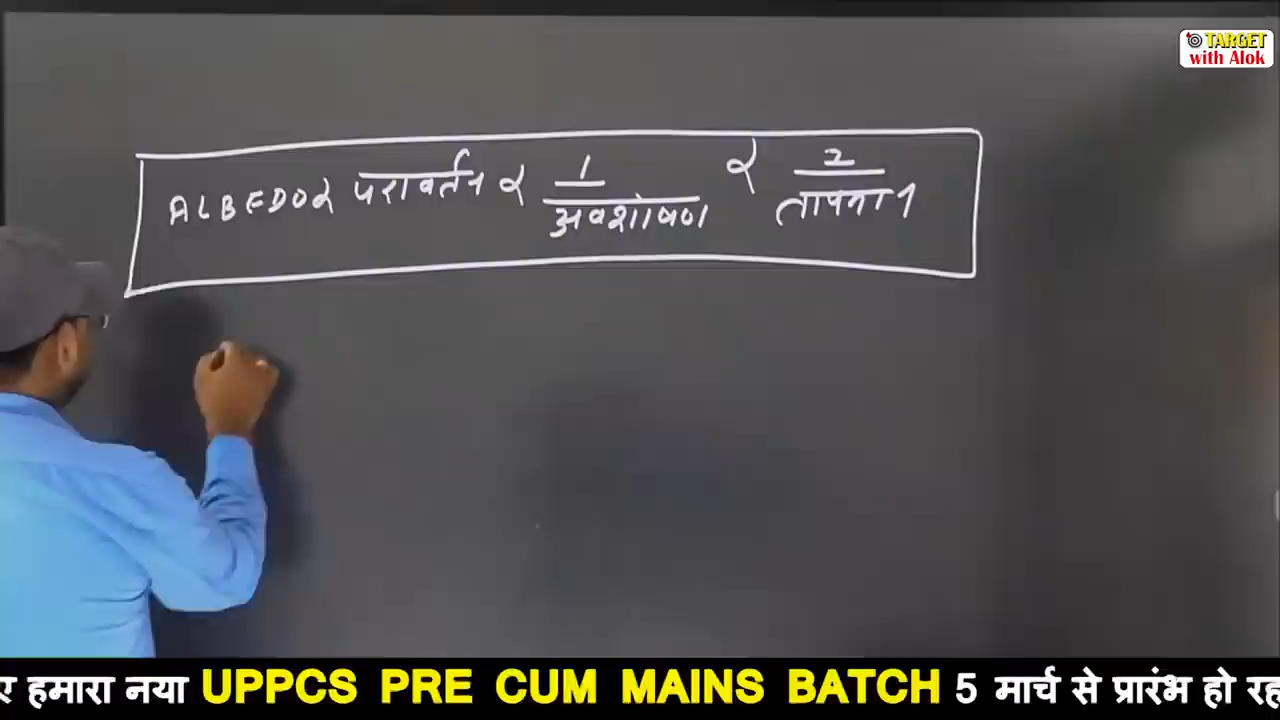 TARGET
with Alok
ALBEDO ∝ परावर्तन ∝ 1/अवशोषण ∝ 2/तापमान
ए हमारा नया UPPCS PRE CUM MAINS BATCH 5 मार्च से प्रारंभ हो रह